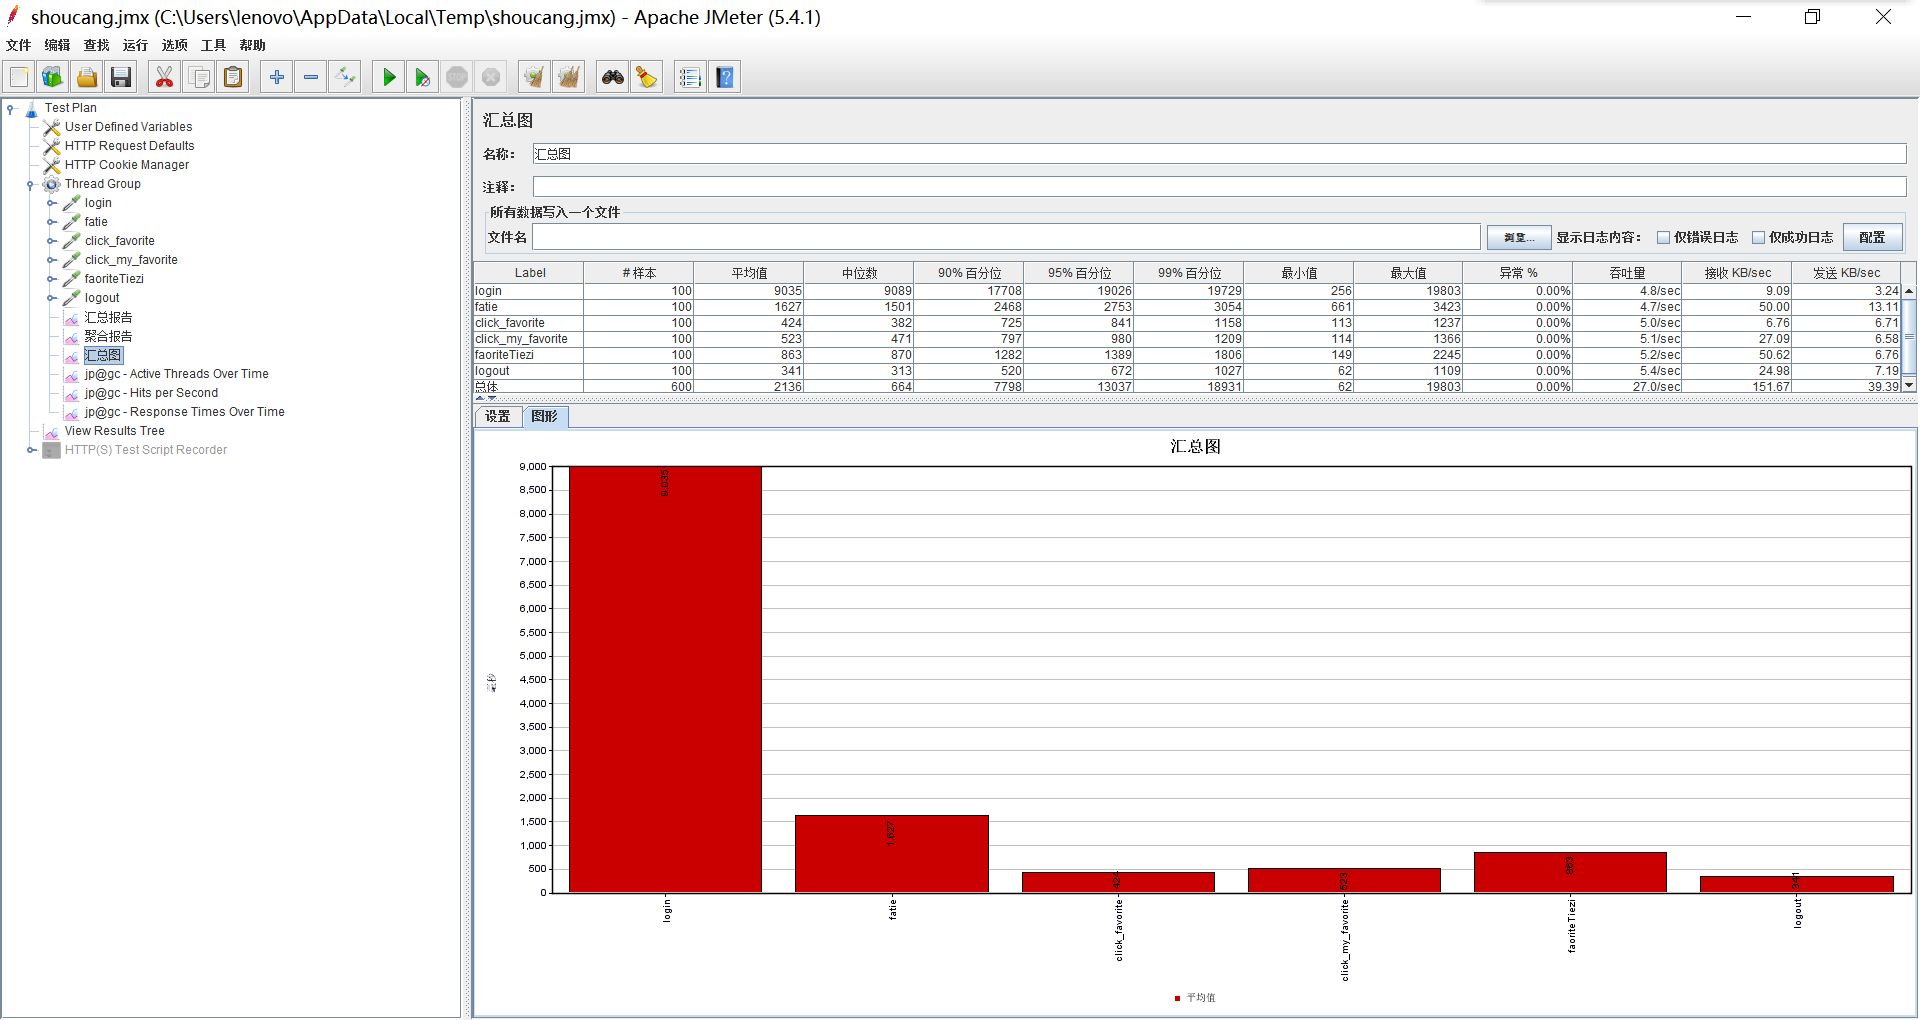 shoucang.jmx (C:\Users\lenovo\AppData\Local\Temp\shoucang.jmx) - Apache JMeter (5.4.1)
文件 编辑 查找 运行 选项 工具 帮助
STOP
Test Plan
User Defined Variables
HTTP Request Defaults
HTTP Cookie Manager
Thread Group
login
fatie
click_favorite
click_my_favorite
faoriteTiezi
logout
汇总报告
聚合报告
汇总图
jp@gc - Active Threads Over Time
jp@gc - Hits per Second
jp@gc - Response Times Over Time
View Results Tree
HTTP(S) Test Script Recorder
汇总图
名称： 汇总图
注释：
所有数据写入一个文件
文件名 浏览... 显示日志内容： 仅错误日志 仅成功日志 配置
Label # 样本 平均值 中位数 90% 百分位 95% 百分位 99% 百分位 最小值 最大值 异常 % 吞吐量 接收 KB/sec 发送 KB/sec
login 100 9035 9089 17708 19026 19729 256 19803 0.00% 4.8/sec 9.09 3.24
fatie 100 1627 1501 2468 2753 3054 661 3423 0.00% 4.7/sec 50.00 13.11
click_favorite 100 424 382 725 841 1158 113 1237 0.00% 5.0/sec 6.76 6.71
click_my_favorite 100 523 471 797 980 1209 114 1366 0.00% 5.1/sec 27.09 6.58
faoriteTiezi 100 863 870 1282 1389 1806 149 2245 0.00% 5.2/sec 50.62 6.76
logout 100 341 313 520 672 1027 62 1109 0.00% 5.4/sec 24.98 7.19
总体 600 2136 664 7798 13037 18931 62 19803 0.00% 27.0/sec 151.67 39.39
设置 图形
汇总图
9,000
8,500
8,000
7,500
7,000
6,500
6,000
5,500
5,000
4,500
4,000
3,500
3,000
2,500
2,000
1,500
1,000
500
0
毫秒
9,035
1,627
424
523
863
341
login
fatie
click_favorite
click_my_favorite
faoriteTiezi
logout
平均值